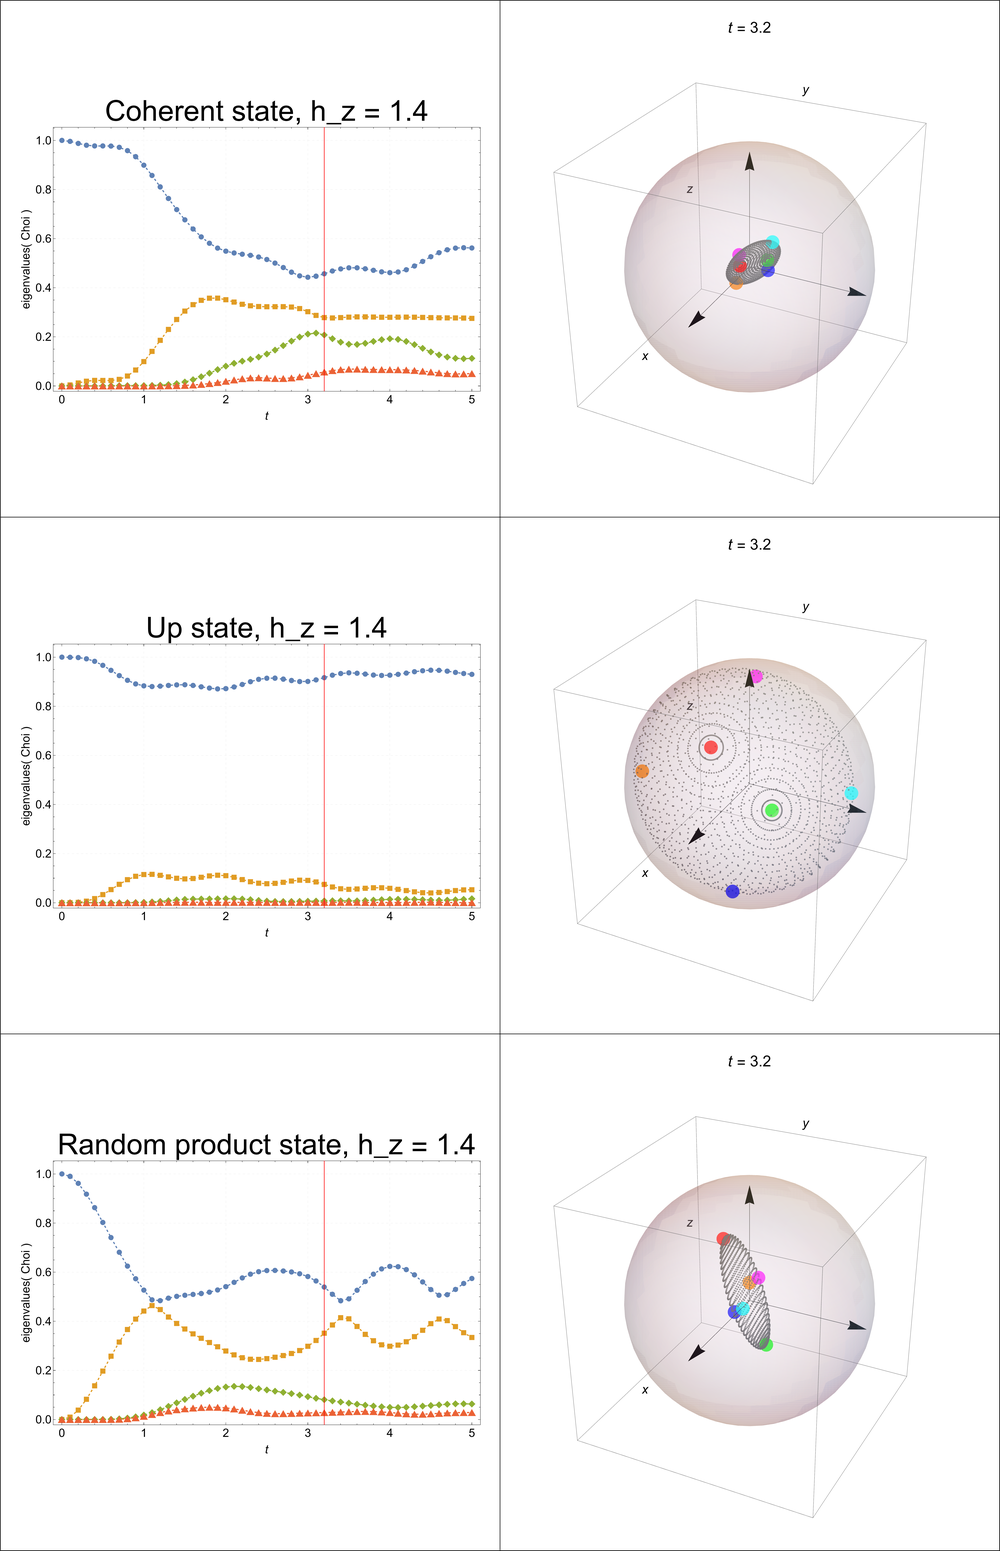 t = 3.2
y
Coherent state, h_z = 1.4
1.0
0.8
0.6
0.4
0.2
0.0
eigenvalues( Choi )
0 1 2 3 4 5
t
z
x
t = 3.2
y
Up state, h_z = 1.4
1.0
0.8
0.6
0.4
0.2
0.0
eigenvalues( Choi )
0 1 2 3 4 5
t
z
x
t = 3.2
y
Random product state, h_z = 1.4
1.0
0.8
0.6
0.4
0.2
0.0
eigenvalues( Choi )
0 1 2 3 4 5
t
z
x